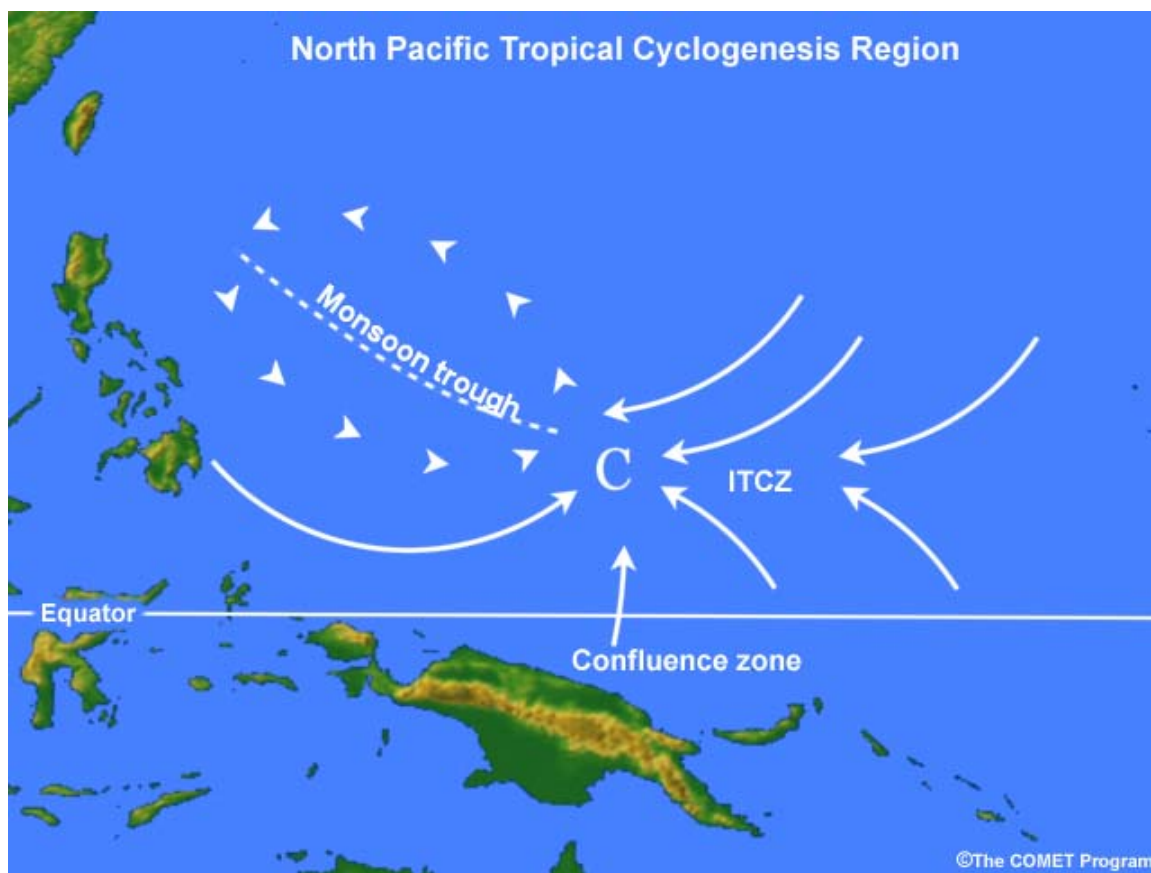 North Pacific Tropical Cyclogenesis Region
Monsoon trough
C
ITCZ
Equator
Confluence zone
©The COMET Program